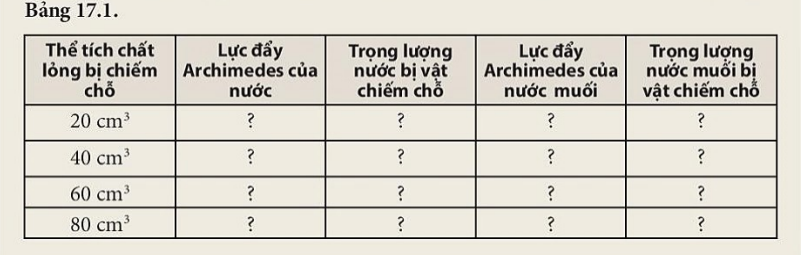 Bảng 17.1.
Thể tích chất lỏng bị chiếm chỗ | Lực đẩy Archimedes của nước | Trọng lượng nước bị vật chiếm chỗ | Lực đẩy Archimedes của nước muối | Trọng lượng nước muối bị vật chiếm chỗ
20 cm³ | ? | ? | ? | ?
40 cm³ | ? | ? | ? | ?
60 cm³ | ? | ? | ? | ?
80 cm³ | ? | ? | ? | ?